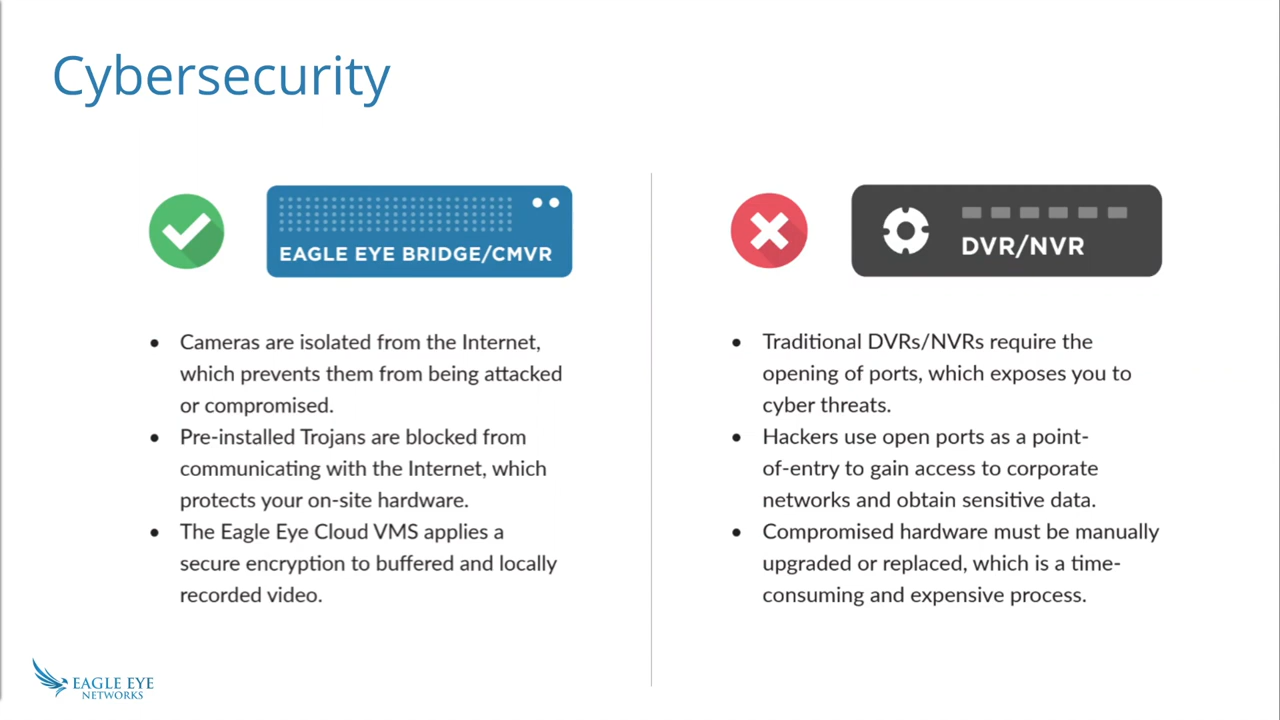 Cybersecurity
EAGLE EYE BRIDGE/CMVR
• Cameras are isolated from the Internet,
which prevents them from being attacked
or compromised.
• Pre-installed Trojans are blocked from
communicating with the Internet, which
protects your on-site hardware.
• The Eagle Eye Cloud VMS applies a
secure encryption to buffered and locally
recorded video.
DVR/NVR
• Traditional DVRs/NVRs require the
opening of ports, which exposes you to
cyber threats.
• Hackers use open ports as a point-
of-entry to gain access to corporate
networks and obtain sensitive data.
• Compromised hardware must be manually
upgraded or replaced, which is a time-
consuming and expensive process.
EAGLE EYE
NETWORKS